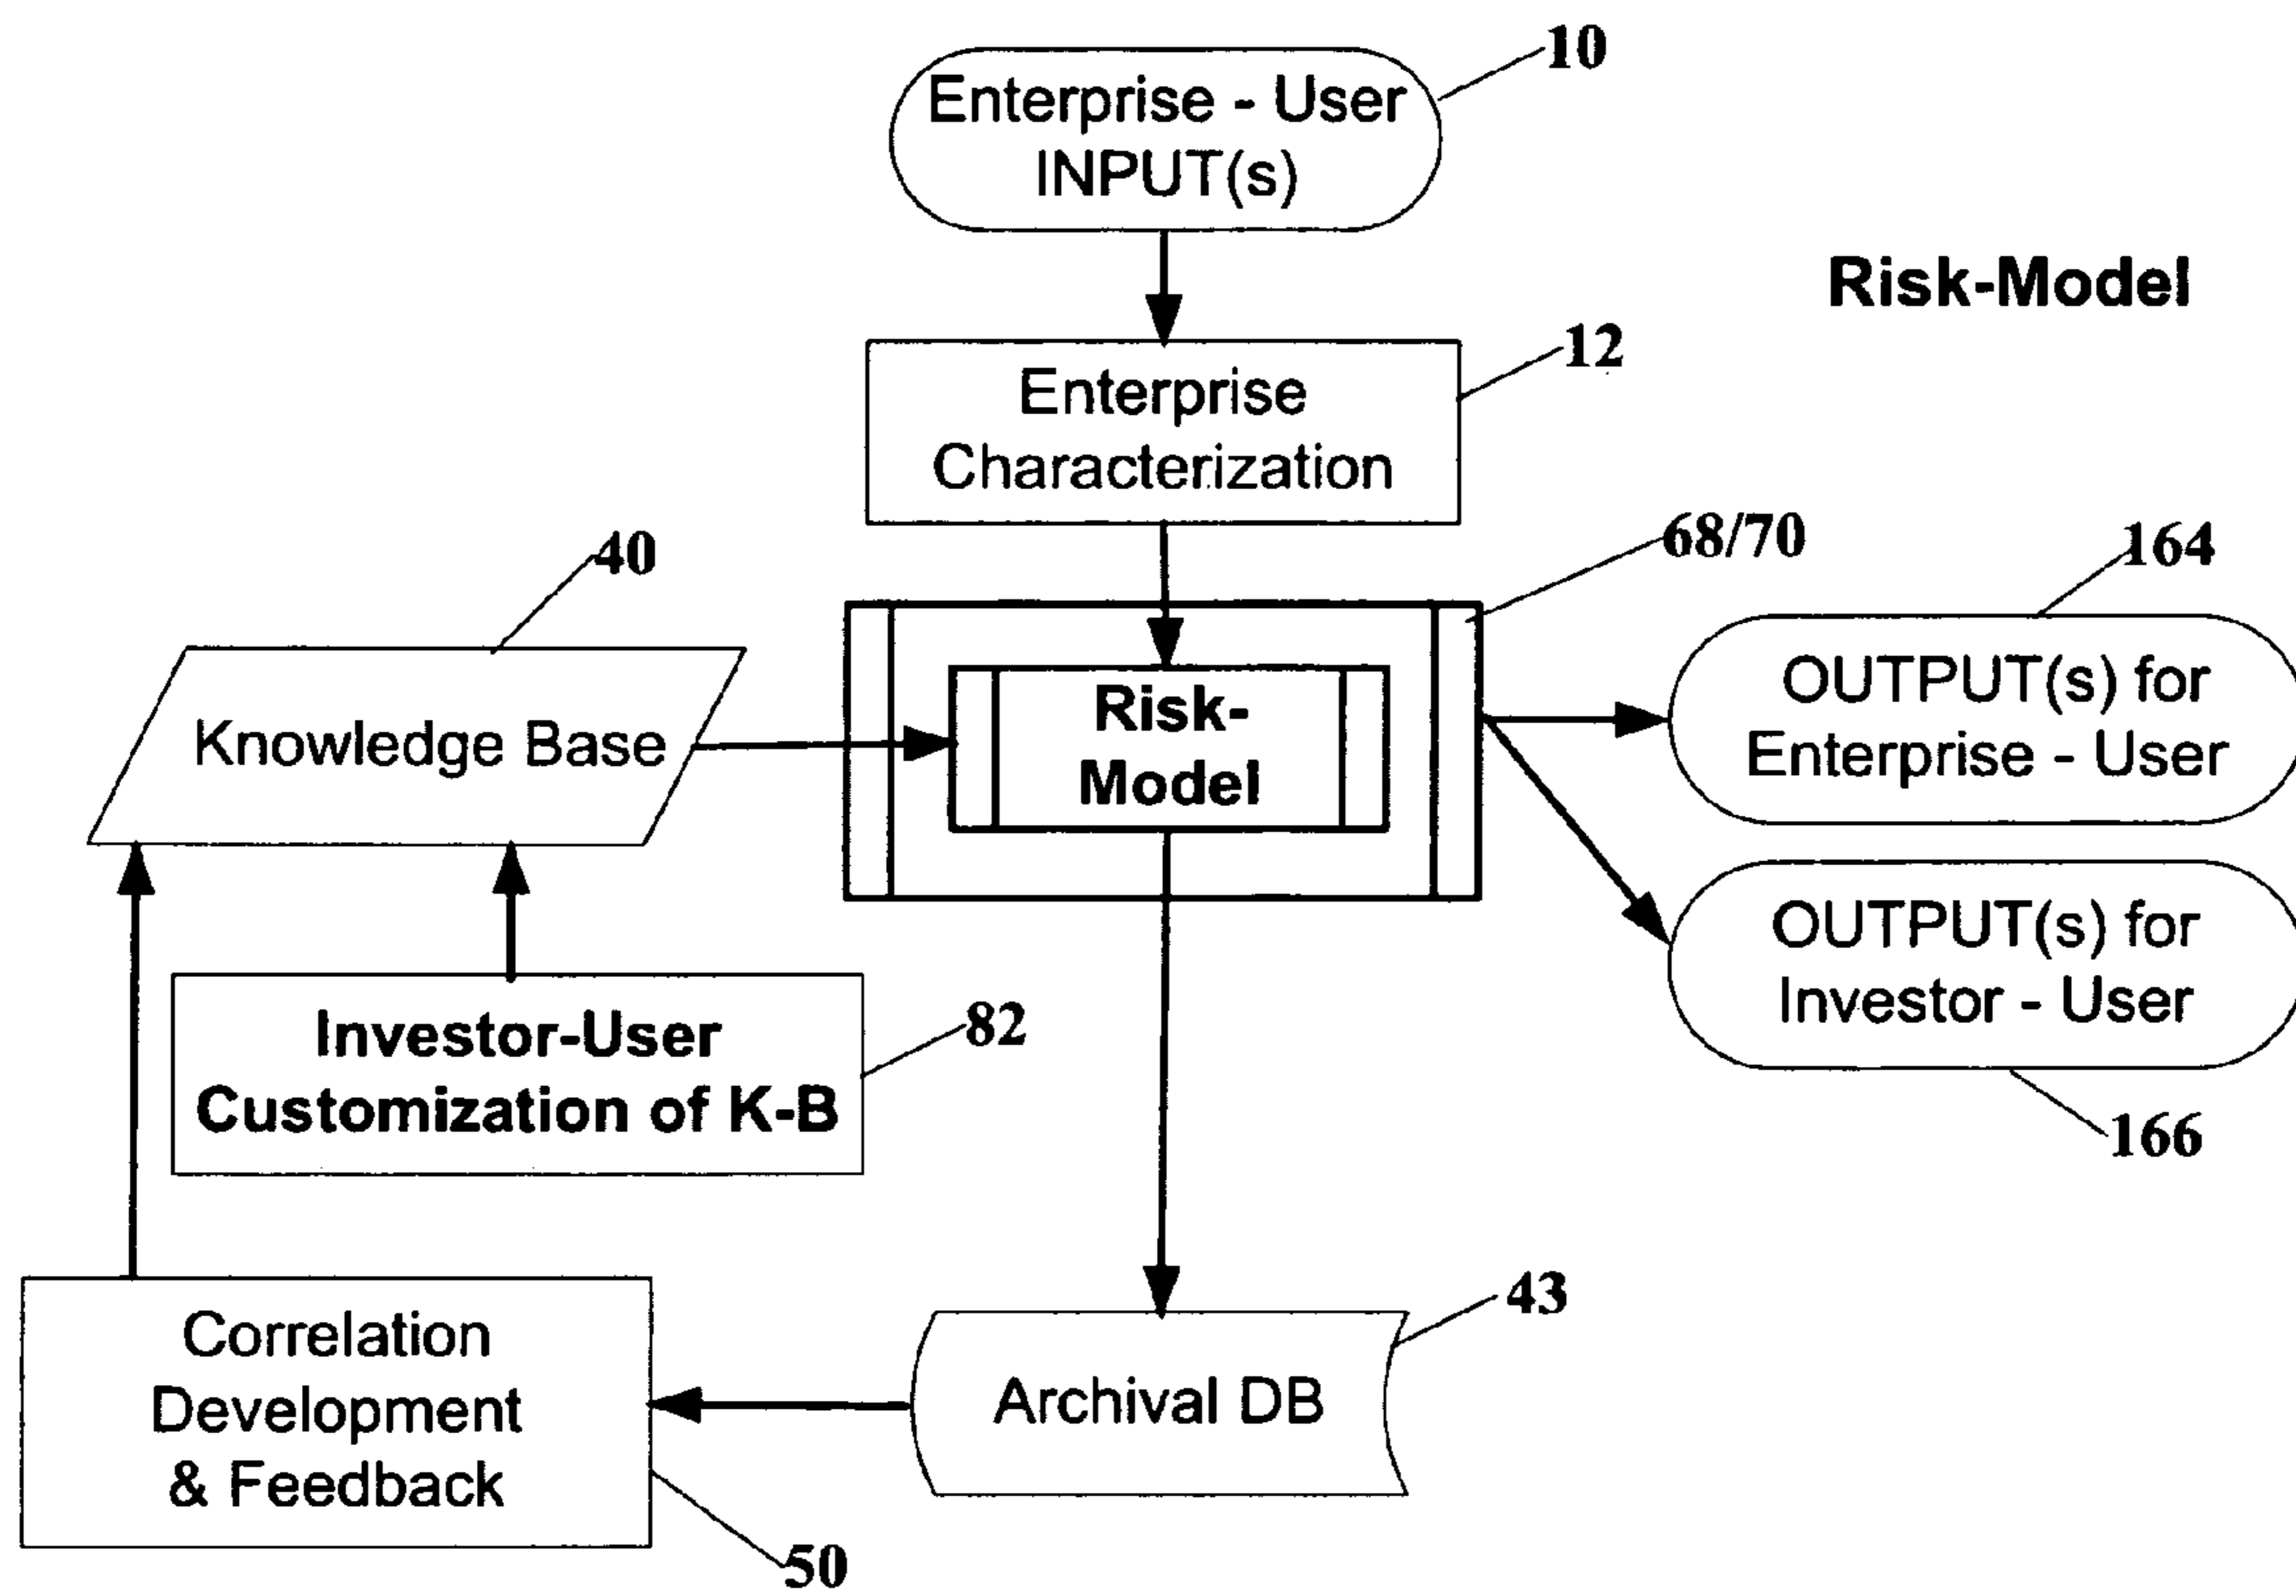 10
Enterprise - User
INPUT(s)
Risk-Model
12
Enterprise
Characterization
68/70
40
164
Knowledge Base
Risk-
Model
OUTPUT(s) for
Enterprise - User
OUTPUT(s) for
Investor - User
166
Investor-User
Customization of K-B
82
43
Archival DB
Correlation
Development
& Feedback
50